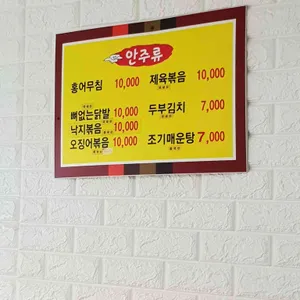 안주류
홍어무침 10,000
제육볶음 10,000
뼈없는닭발 10,000
두부김치 7,000
낙지볶음 10,000
오징어볶음 10,000
조기매운탕 7,000